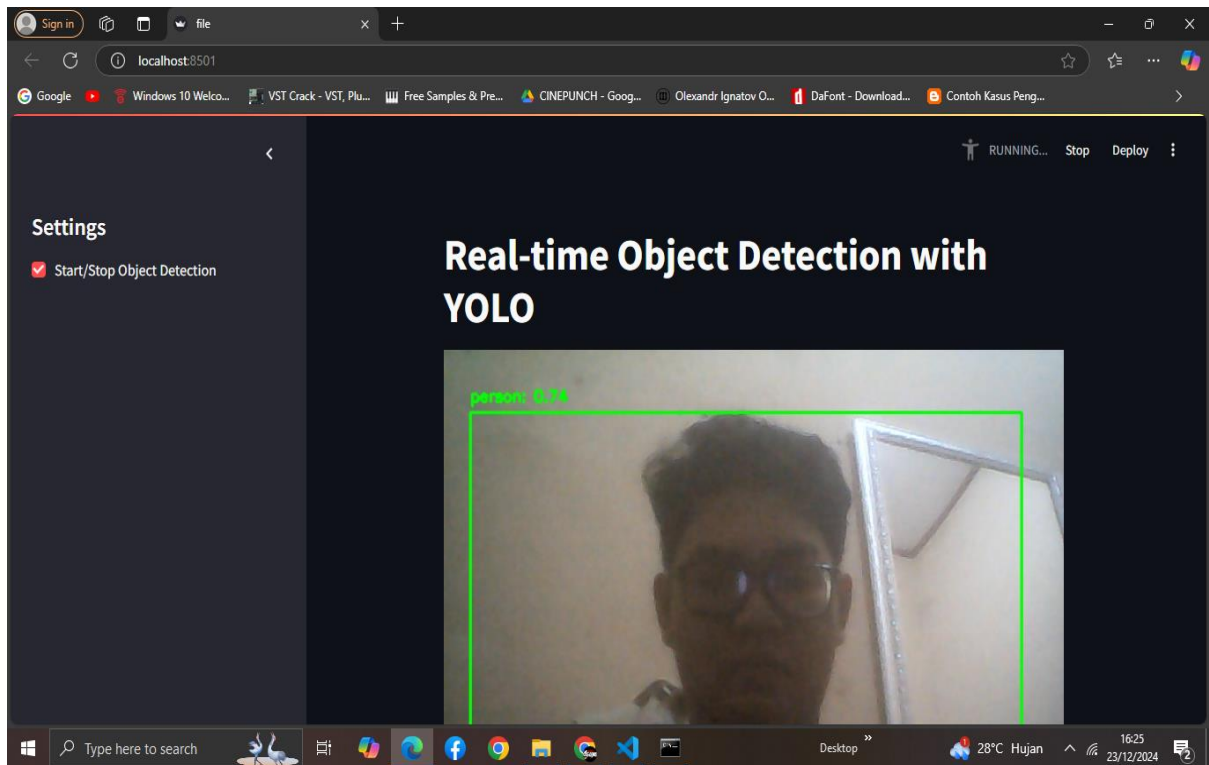 Sign in
file
localhost:8501
Google
Windows 10 Welco...
VST Crack - VST, Plu...
Free Samples & Pre...
CINEPUNCH - Goog...
Olexandr Ignatov O...
DaFont - Download...
Contoh Kasus Peng...
RUNNING...
Stop
Deploy
Settings
Start/Stop Object Detection
Real-time Object Detection with
YOLO
person: 0.74
Type here to search
Desktop
28°C Hujan
16:25
23/12/2024
2